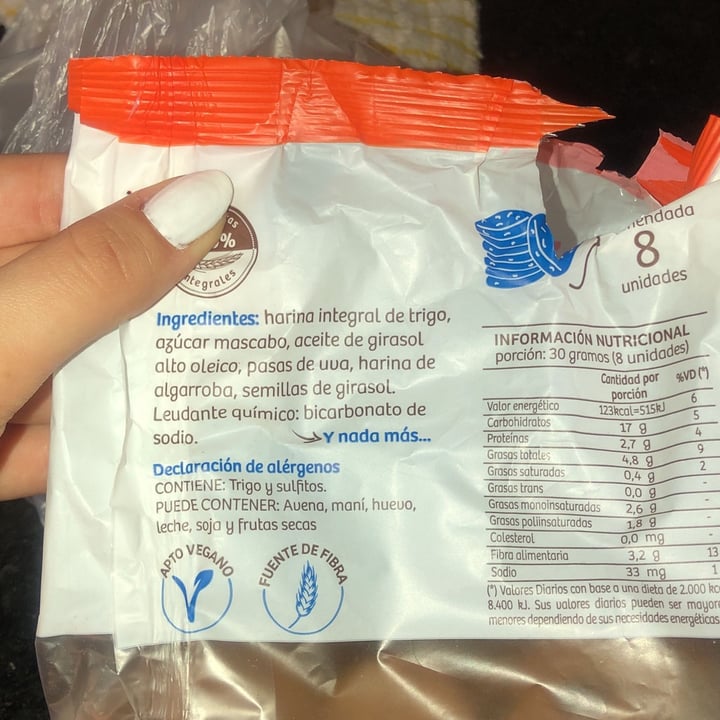 %
ntegrales
Ingredientes: harina integral de trigo,
azúcar mascabo, aceite de girasol
alto oleico, pasas de uva, harina de
algarroba, semillas de girasol.
Leudante químico: bicarbonato de
sodio.
Y nada más...
Declaración de alérgenos
CONTIENE: Trigo y sulfitos.
PUEDE CONTENER: Avena, maní, huevo,
leche, soja y frutas secas
APTO VEGANO
FUENTE DE FIBRA
endada
8
unidades
INFORMACIÓN NUTRICIONAL
porción: 30 gramos (8 unidades)
Cantidad por porción %VD (*)
Valor energético 123kcal=515kJ 6
Carbohidratos 17 g 5
Proteínas 2,7 g 4
Grasas totales 4,8 g 9
Grasas saturadas 0,4 g 2
Grasas trans 0,0 g
Grasas monoinsaturadas 2,6 g -
Grasas poliinsaturadas 1,8 g -
Colesterol 0,0 mg -
Fibra alimentaria 3,2 g 13
Sodio 33 mg 1
(*) Valores Diarios con base a una dieta de 2.000 kc
8.400 kJ. Sus valores diarios pueden ser mayore
menores dependiendo de sus necesidades energéticas